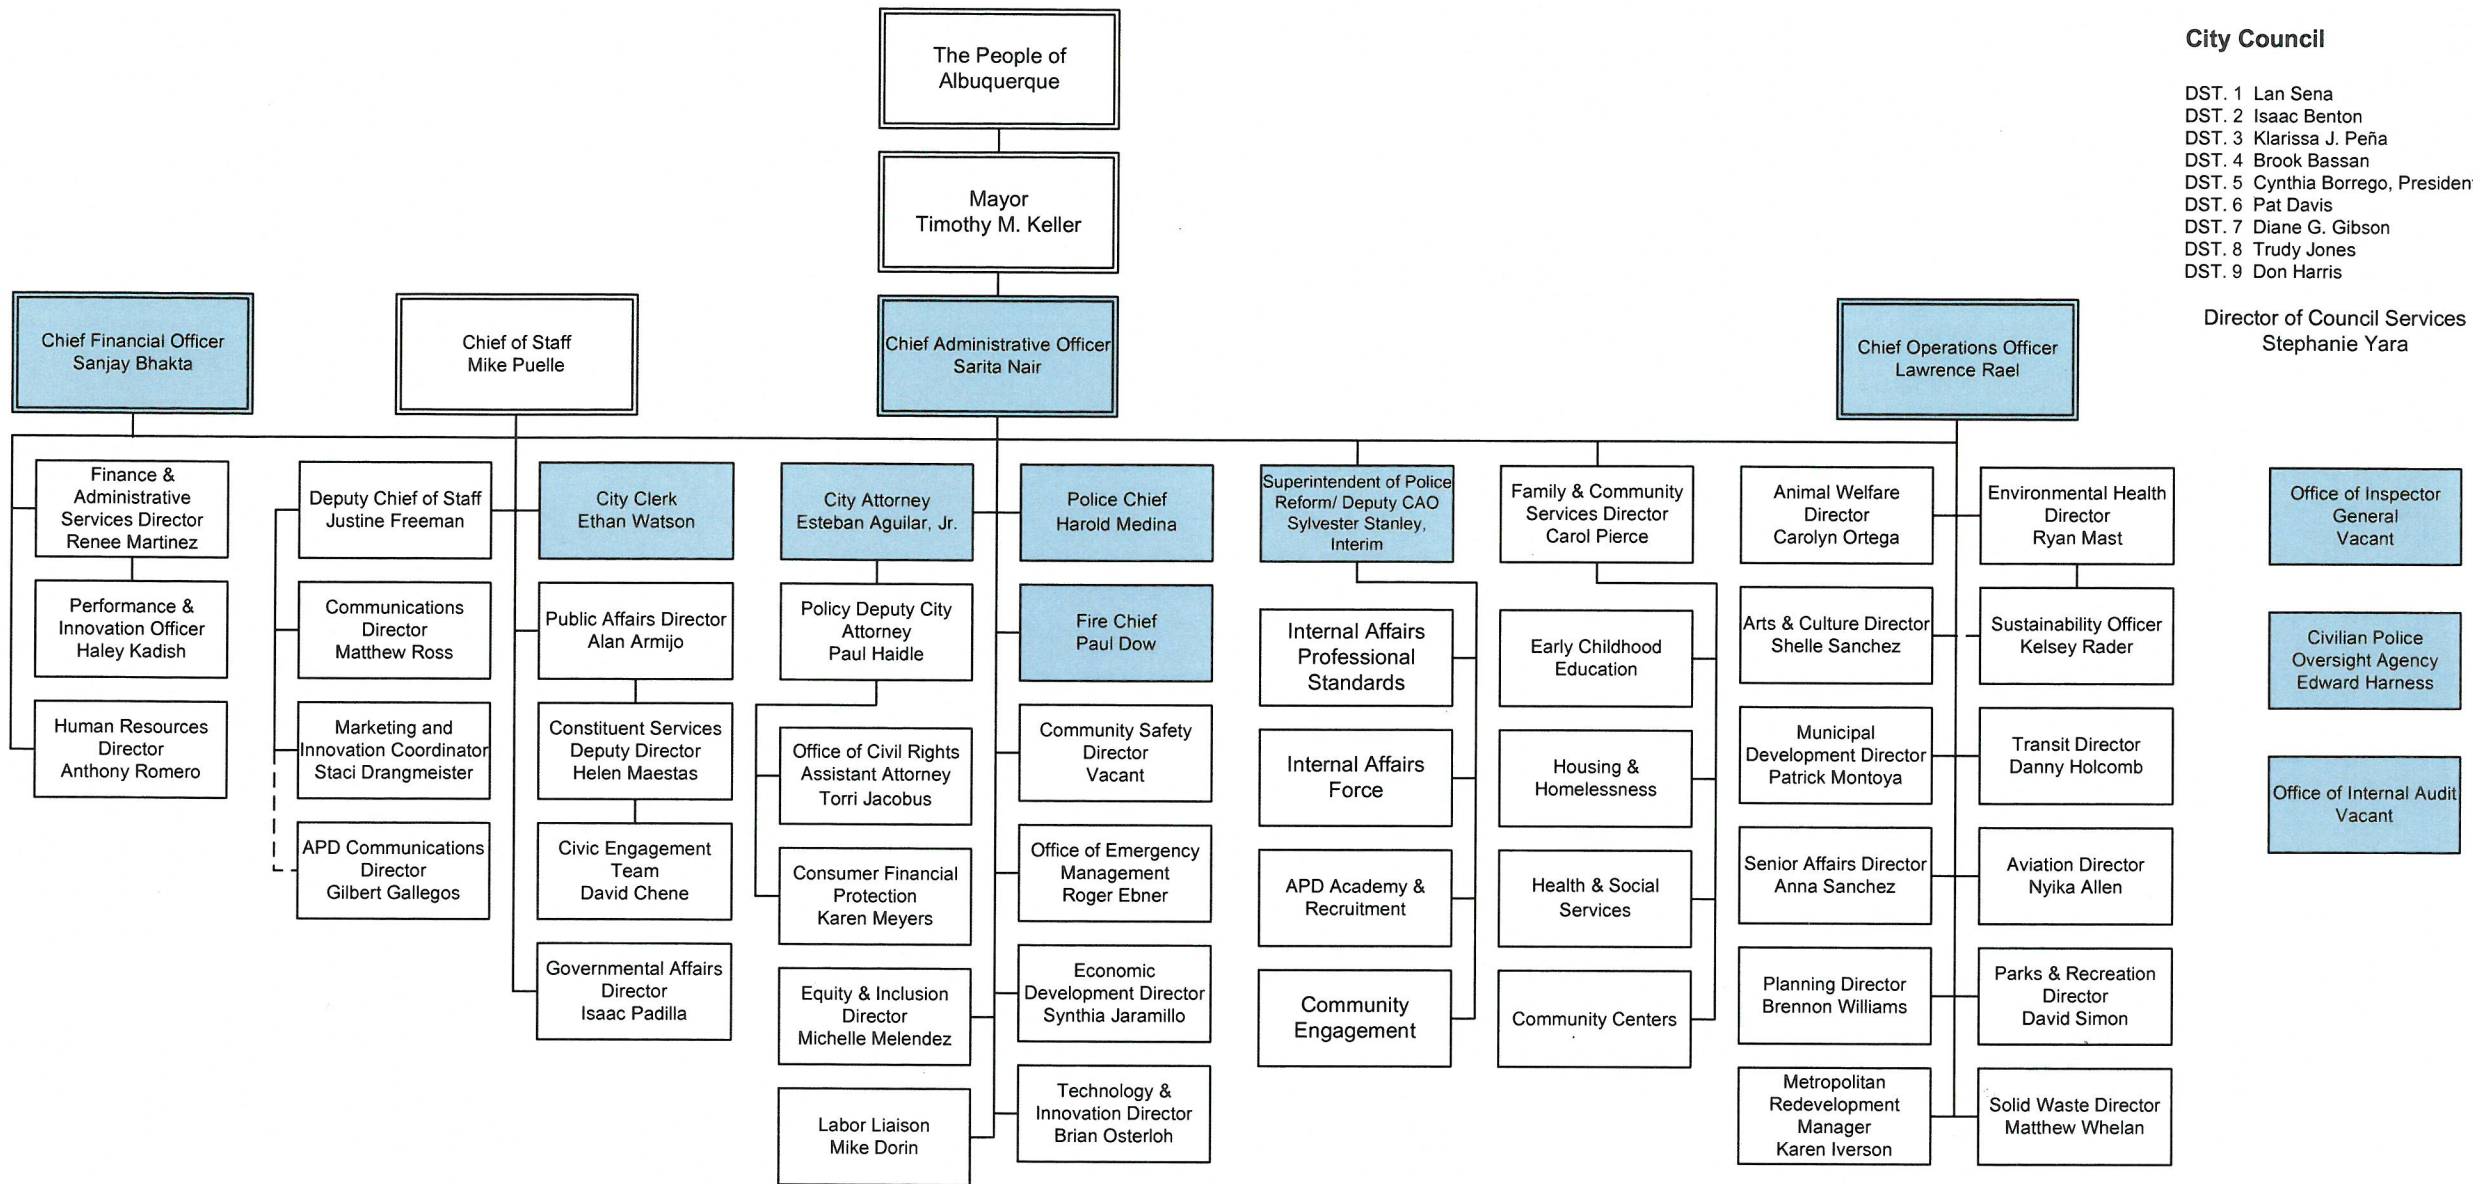 The People of
Albuquerque
Mayor
Timothy M. Keller
City Council
DST. 1 Lan Sena
DST. 2 Isaac Benton
DST. 3 Klarissa J. Peña
DST. 4 Brook Bassan
DST. 5 Cynthia Borrego, Presiden
DST. 6 Pat Davis
DST. 7 Diane G. Gibson
DST. 8 Trudy Jones
DST. 9 Don Harris
Director of Council Services
Stephanie Yara
Chief Financial Officer
Sanjay Bhakta
Chief of Staff
Mike Puelle
Chief Administrative Officer
Sarita Nair
Chief Operations Officer
Lawrence Rael
Finance &
Administrative
Services Director
Renee Martinez
Performance &
Innovation Officer
Haley Kadish
Human Resources
Director
Anthony Romero
Deputy Chief of Staff
Justine Freeman
Communications
Director
Matthew Ross
Marketing and
Innovation Coordinator
Staci Drangmeister
APD Communications
Director
Gilbert Gallegos
City Clerk
Ethan Watson
Public Affairs Director
Alan Armijo
Constituent Services
Deputy Director
Helen Maestas
Civic Engagement
Team
David Chene
Governmental Affairs
Director
Isaac Padilla
City Attorney
Esteban Aguilar, Jr.
Policy Deputy City
Attorney
Paul Haidle
Office of Civil Rights
Assistant Attorney
Torri Jacobus
Consumer Financial
Protection
Karen Meyers
Equity & Inclusion
Director
Michelle Melendez
Labor Liaison
Mike Dorin
Police Chief
Harold Medina
Fire Chief
Paul Dow
Community Safety
Director
Vacant
Office of Emergency
Management
Roger Ebner
Economic
Development Director
Synthia Jaramillo
Technology &
Innovation Director
Brian Osterloh
Superintendent of Police
Reform/ Deputy CAO
Sylvester Stanley,
Interim
Internal Affairs
Professional
Standards
Internal Affairs
Force
APD Academy &
Recruitment
Community
Engagement
Family & Community
Services Director
Carol Pierce
Early Childhood
Education
Housing &
Homelessness
Health & Social
Services
Community Centers
Animal Welfare
Director
Carolyn Ortega
Arts & Culture Director
Shelle Sanchez
Municipal
Development Director
Patrick Montoya
Senior Affairs Director
Anna Sanchez
Planning Director
Brennon Williams
Metropolitan
Redevelopment
Manager
Karen Iverson
Environmental Health
Director
Ryan Mast
Sustainability Officer
Kelsey Rader
Transit Director
Danny Holcomb
Aviation Director
Nyika Allen
Parks & Recreation
Director
David Simon
Solid Waste Director
Matthew Whelan
Office of Inspector
General
Vacant
Civilian Police
Oversight Agency
Edward Harness
Office of Internal Audit
Vacant